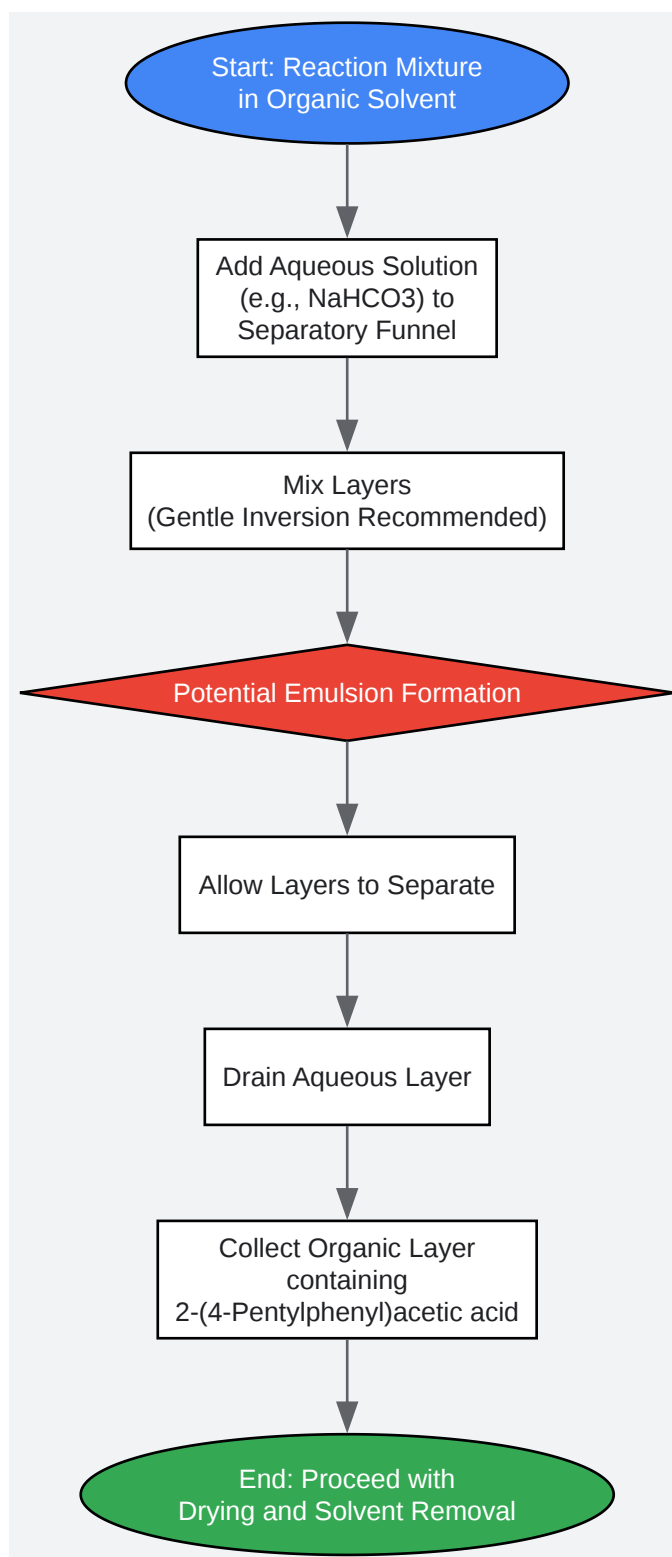 Start: Reaction Mixture
in Organic Solvent
Add Aqueous Solution
(e.g., NaHCO3) to
Separatory Funnel
Mix Layers
(Gentle Inversion Recommended)
Potential Emulsion Formation
Allow Layers to Separate
Drain Aqueous Layer
Collect Organic Layer
containing
2-(4-Pentylphenyl)acetic acid
End: Proceed with
Drying and Solvent Removal